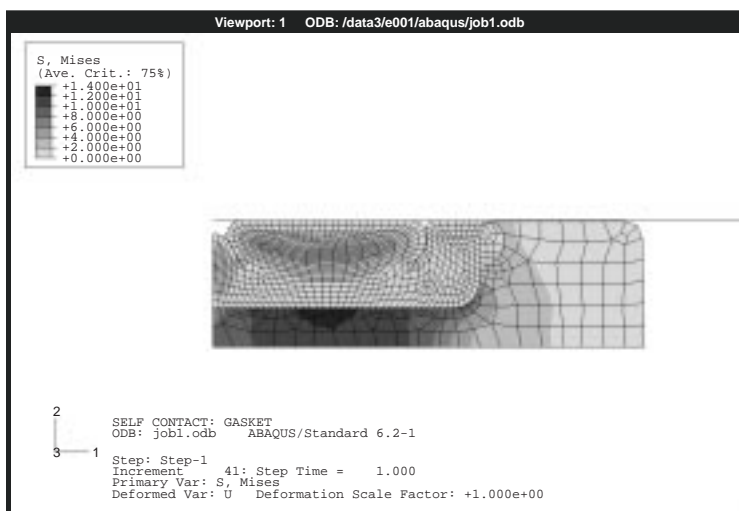 Viewport: 1 ODB: /data3/e001/abaqus/job1.odb
S, Mises
(Ave. Crit.: 75%)
+1.400e+01
+1.200e+01
+1.000e+01
+8.000e+00
+6.000e+00
+4.000e+00
+2.000e+00
+0.000e+00
2
3 1
SELF CONTACT: GASKET
ODB: job1.odb ABAQUS/Standard 6.2-1
Step: Step-1
Increment 41: Step Time = 1.000
Primary Var: S, Mises
Deformed Var: U Deformation Scale Factor: +1.000e+00